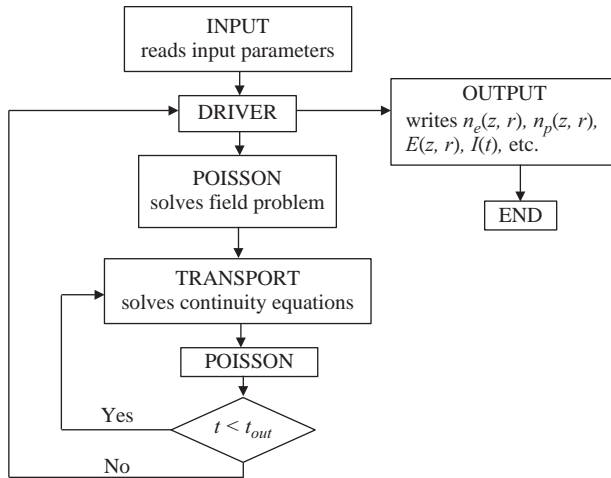 INPUT
reads input parameters
DRIVER
OUTPUT
writes n_e(z, r), n_p(z, r),
E(z, r), I(t), etc.
END
POISSON
solves field problem
TRANSPORT
solves continuity equations
POISSON
Yes
t < t_out
No